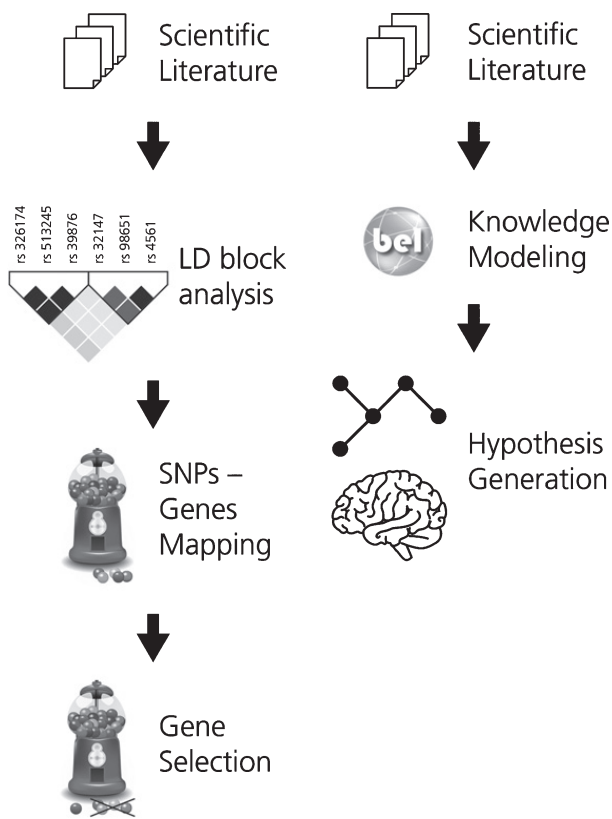 Scientific
Literature
rs 326174
rs 513245
rs 39876
rs 32147
rs 98651
rs 4561
LD block
analysis
SNPs –
Genes
Mapping
Gene
Selection
Scientific
Literature
bel
Knowledge
Modeling
Hypothesis
Generation